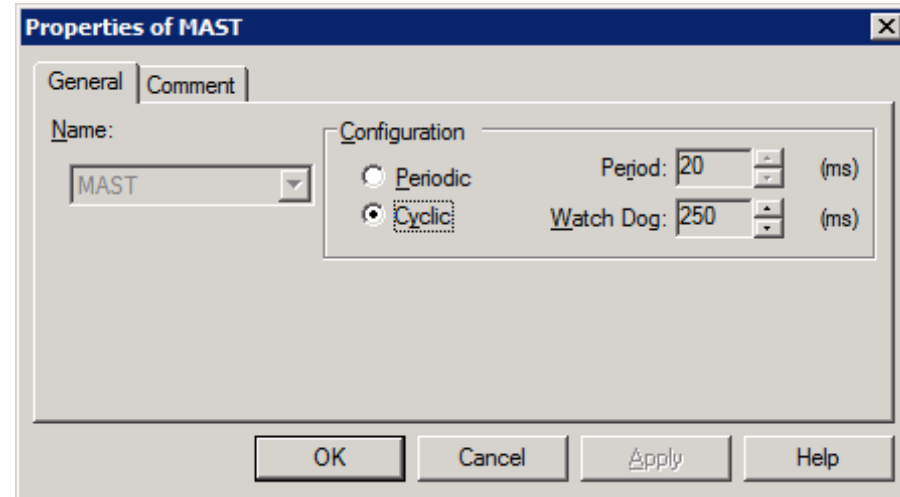 Properties of MAST
General Comment
Name:
MAST
Configuration
Periodic
Period: 20 (ms)
Cyclic
Watch Dog: 250 (ms)
OK Cancel Apply Help